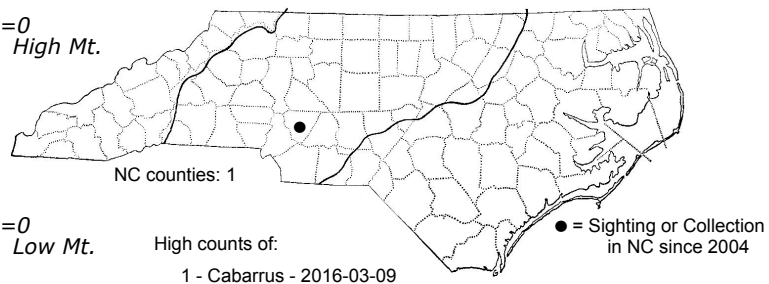 =0
High Mt.
NC counties: 1
=0
Low Mt.
High counts of:
1 - Cabarrus - 2016-03-09
● = Sighting or Collection
in NC since 2004